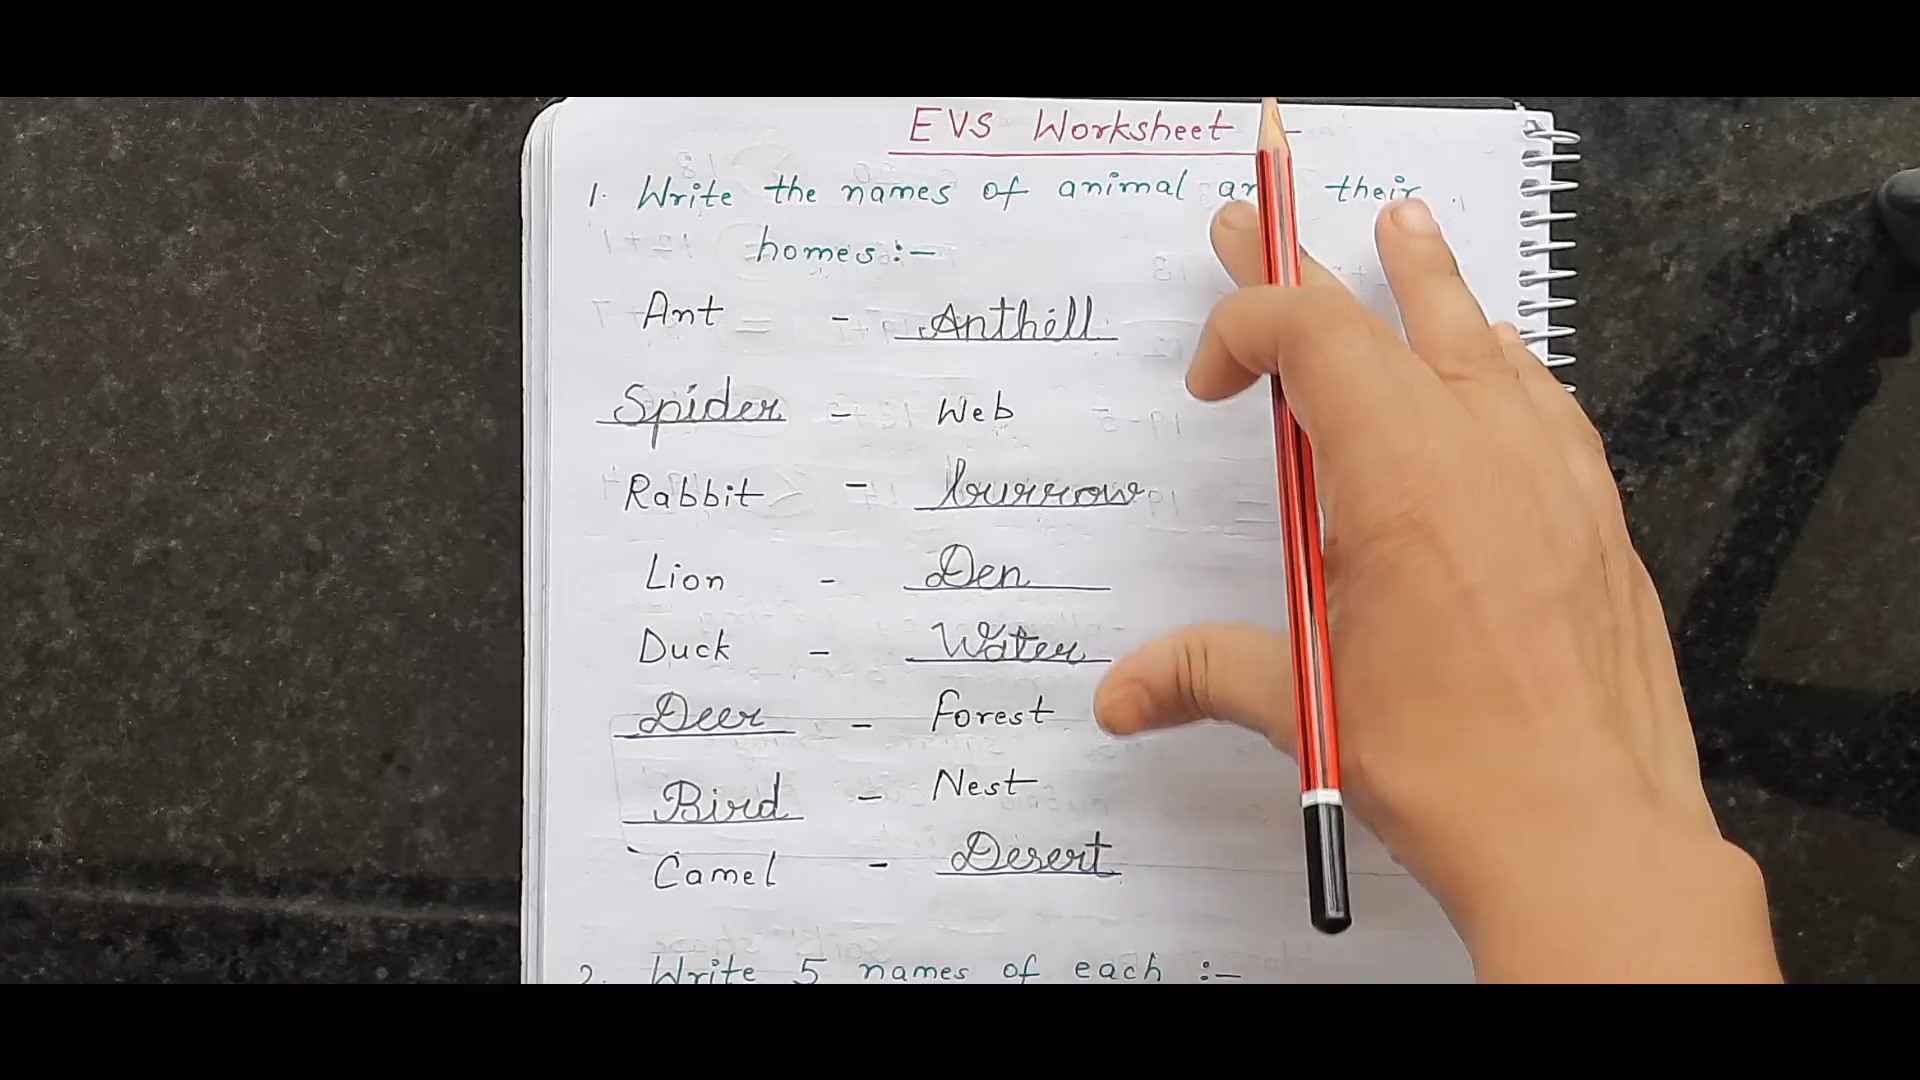 EVS Worksheet -
1. Write the names of animal their
homes:-
Ant - Anthill
Spider - Web
Rabbit - burrow
Lion - Den
Duck - Water
Deer - Forest
Bird - Nest
Camel - Desert
2. Write 5 names of each :-